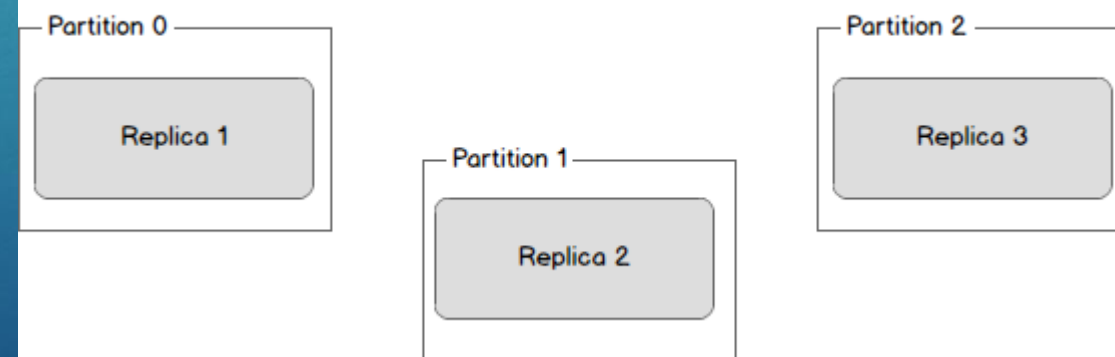 Partition 0
Replica 1
Partition 1
Replica 2
Partition 2
Replica 3